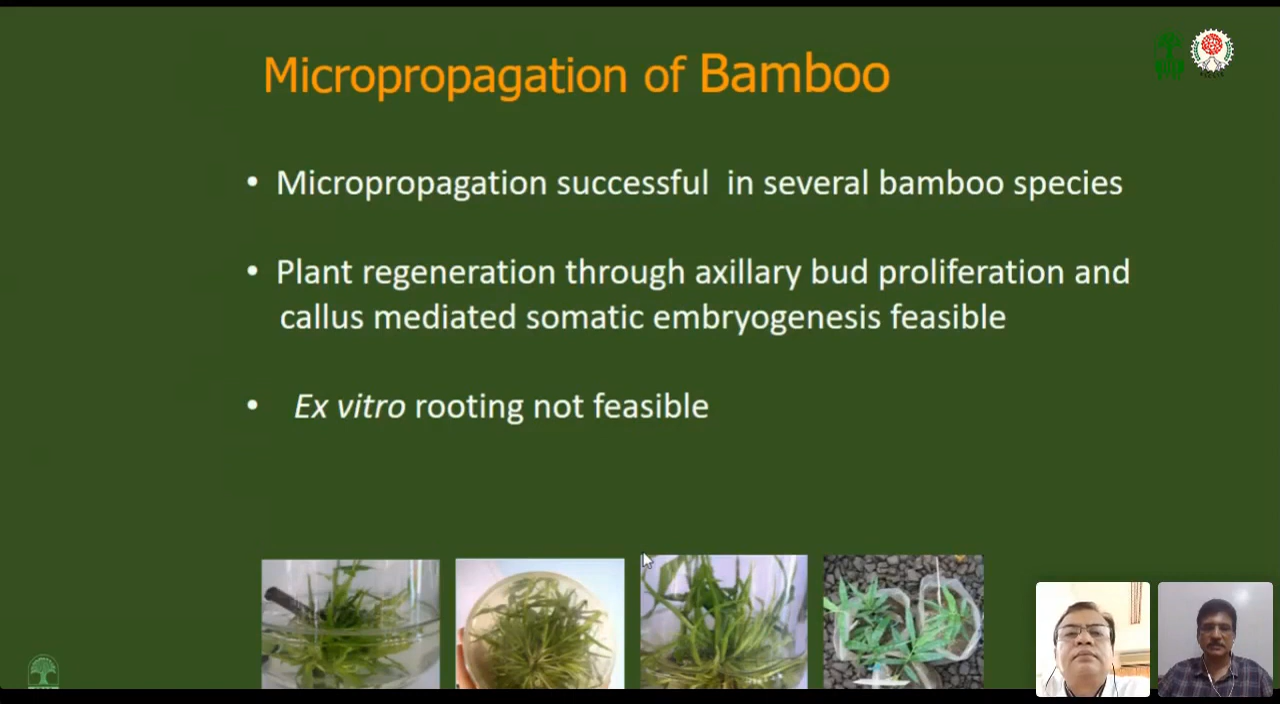 Micropropagation of Bamboo
• Micropropagation successful in several bamboo species
• Plant regeneration through axillary bud proliferation and
callus mediated somatic embryogenesis feasible
• Ex vitro rooting not feasible